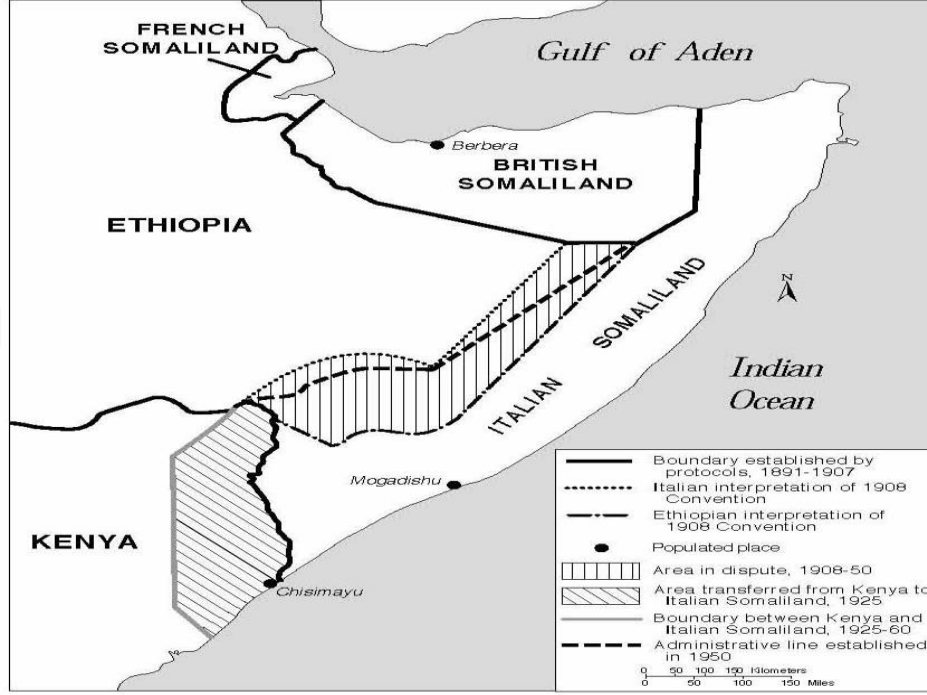 FRENCH
SOMALILAND
Gulf of Aden
Berbera
BRITISH
SOMALILAND
ETHIOPIA
N
ITALIAN SOMALILAND
Indian
Ocean
Mogadishu
KENYA
Chisimayu
Boundary established by
protocols, 1891-1907
Italian interpretation of 1908
Convention
Ethiopian interpretation of
1908 Convention
Populated place
Area in dispute, 1908-50
Area transferred from Kenya to
Italian Somaliland, 1925
Boundary between Kenya and
Italian Somaliland, 1925-60
Administrative line established
in 1950
0 50 100 150 Kilometers
0 50 100 150 Miles